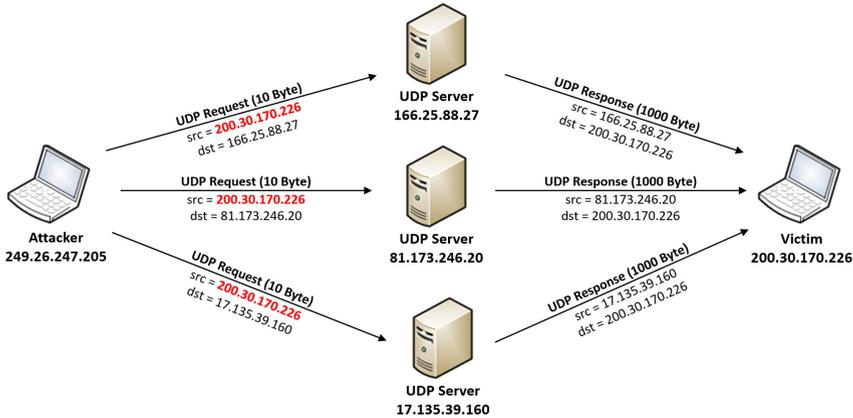 UDP Request (10 Byte)
src = 200.30.170.226
dst = 166.25.88.27
UDP Server
166.25.88.27
UDP Response (1000 Byte)
src = 166.25.88.27
dst = 200.30.170.226
Attacker
249.26.247.205
UDP Request (10 Byte)
src = 200.30.170.226
dst = 81.173.246.20
UDP Server
81.173.246.20
UDP Response (1000 Byte)
src = 81.173.246.20
dst = 200.30.170.226
Victim
200.30.170.226
UDP Request (10 Byte)
src = 200.30.170.226
dst = 17.135.39.160
UDP Server
17.135.39.160
UDP Response (1000 Byte)
src = 17.135.39.160
dst = 200.30.170.226